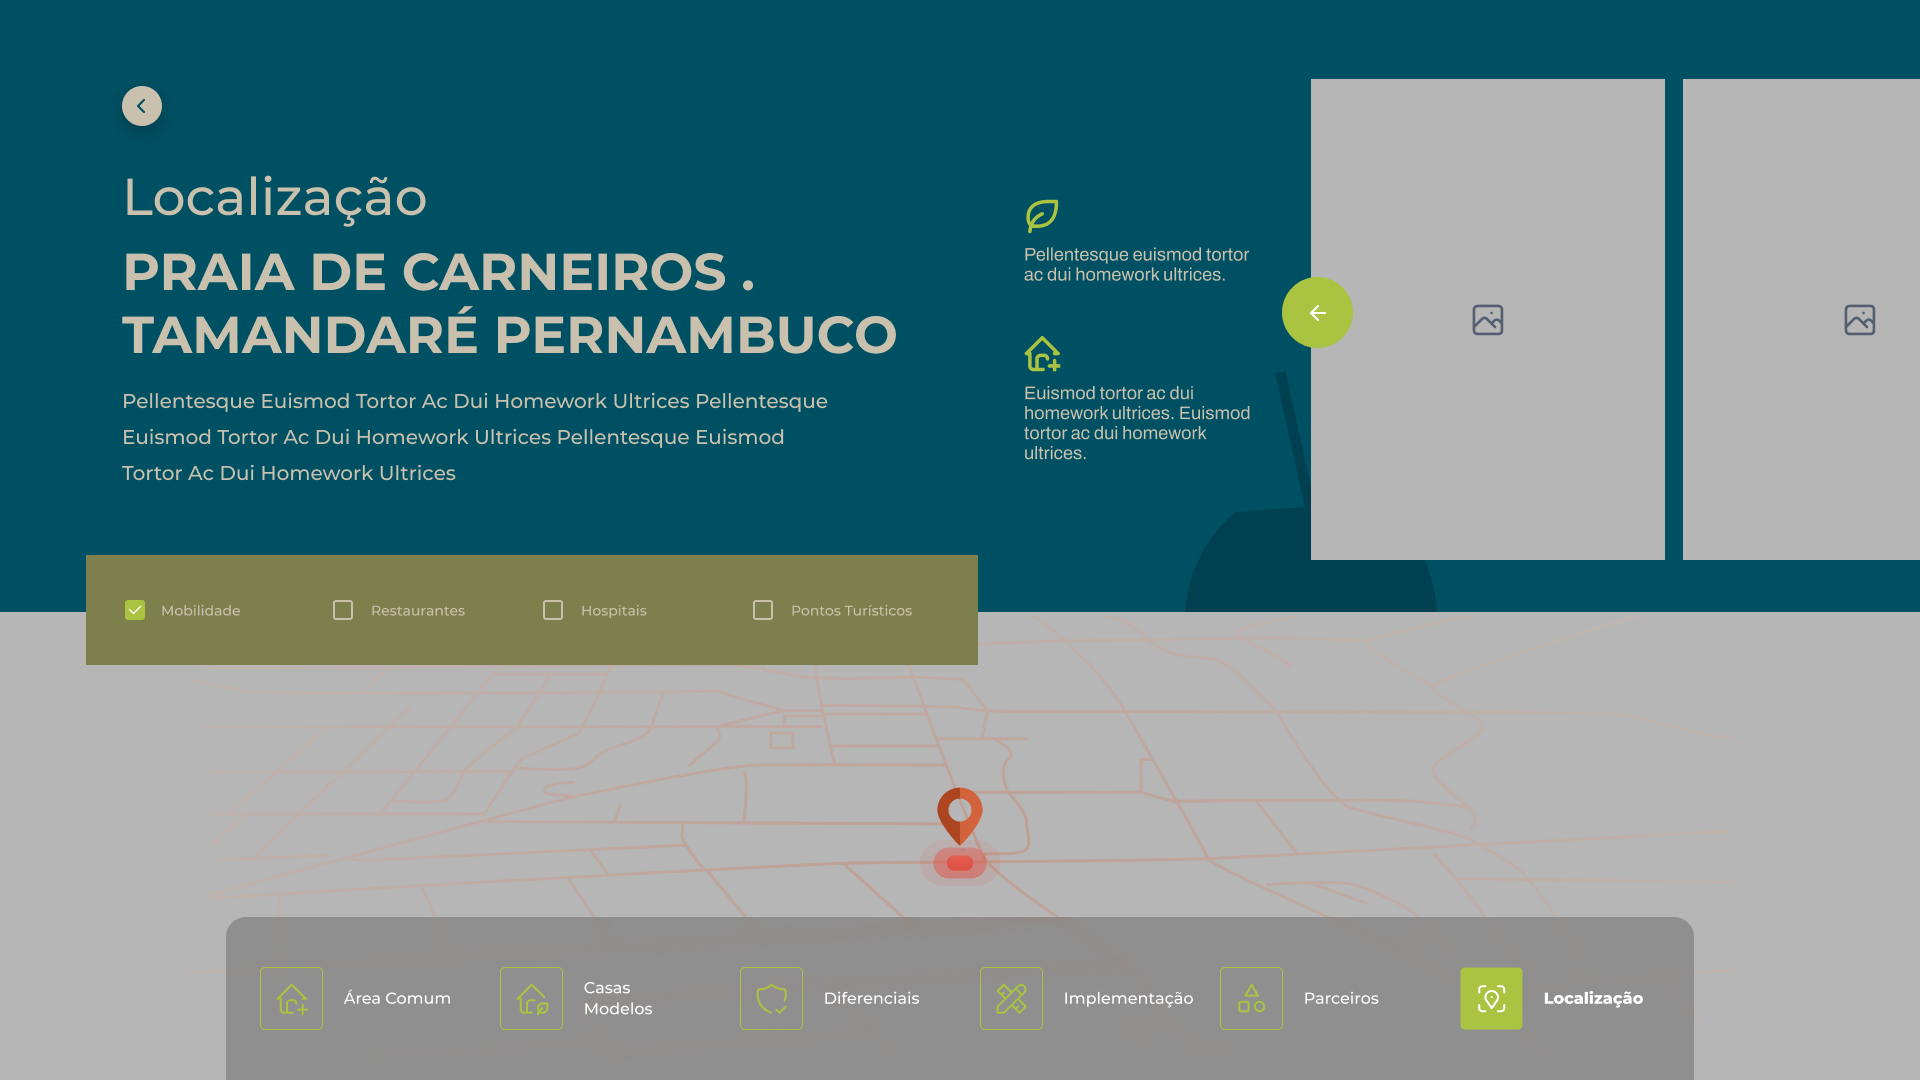 Localização
PRAIA DE CARNEIROS .
TAMANDARÉ PERNAMBUCO
Pellentesque Euismod Tortor Ac Dui Homework Ultrices Pellentesque
Euismod Tortor Ac Dui Homework Ultrices Pellentesque Euismod
Tortor Ac Dui Homework Ultrices
Pellentesque euismod tortor
ac dui homework ultrices.
Euismod tortor ac dui
homework ultrices. Euismod
tortor ac dui homework
ultrices.
Mobilidade
Restaurantes
Hospitais
Pontos Turísticos
Área Comum
Casas
Modelos
Diferenciais
Implementação
Parceiros
Localização